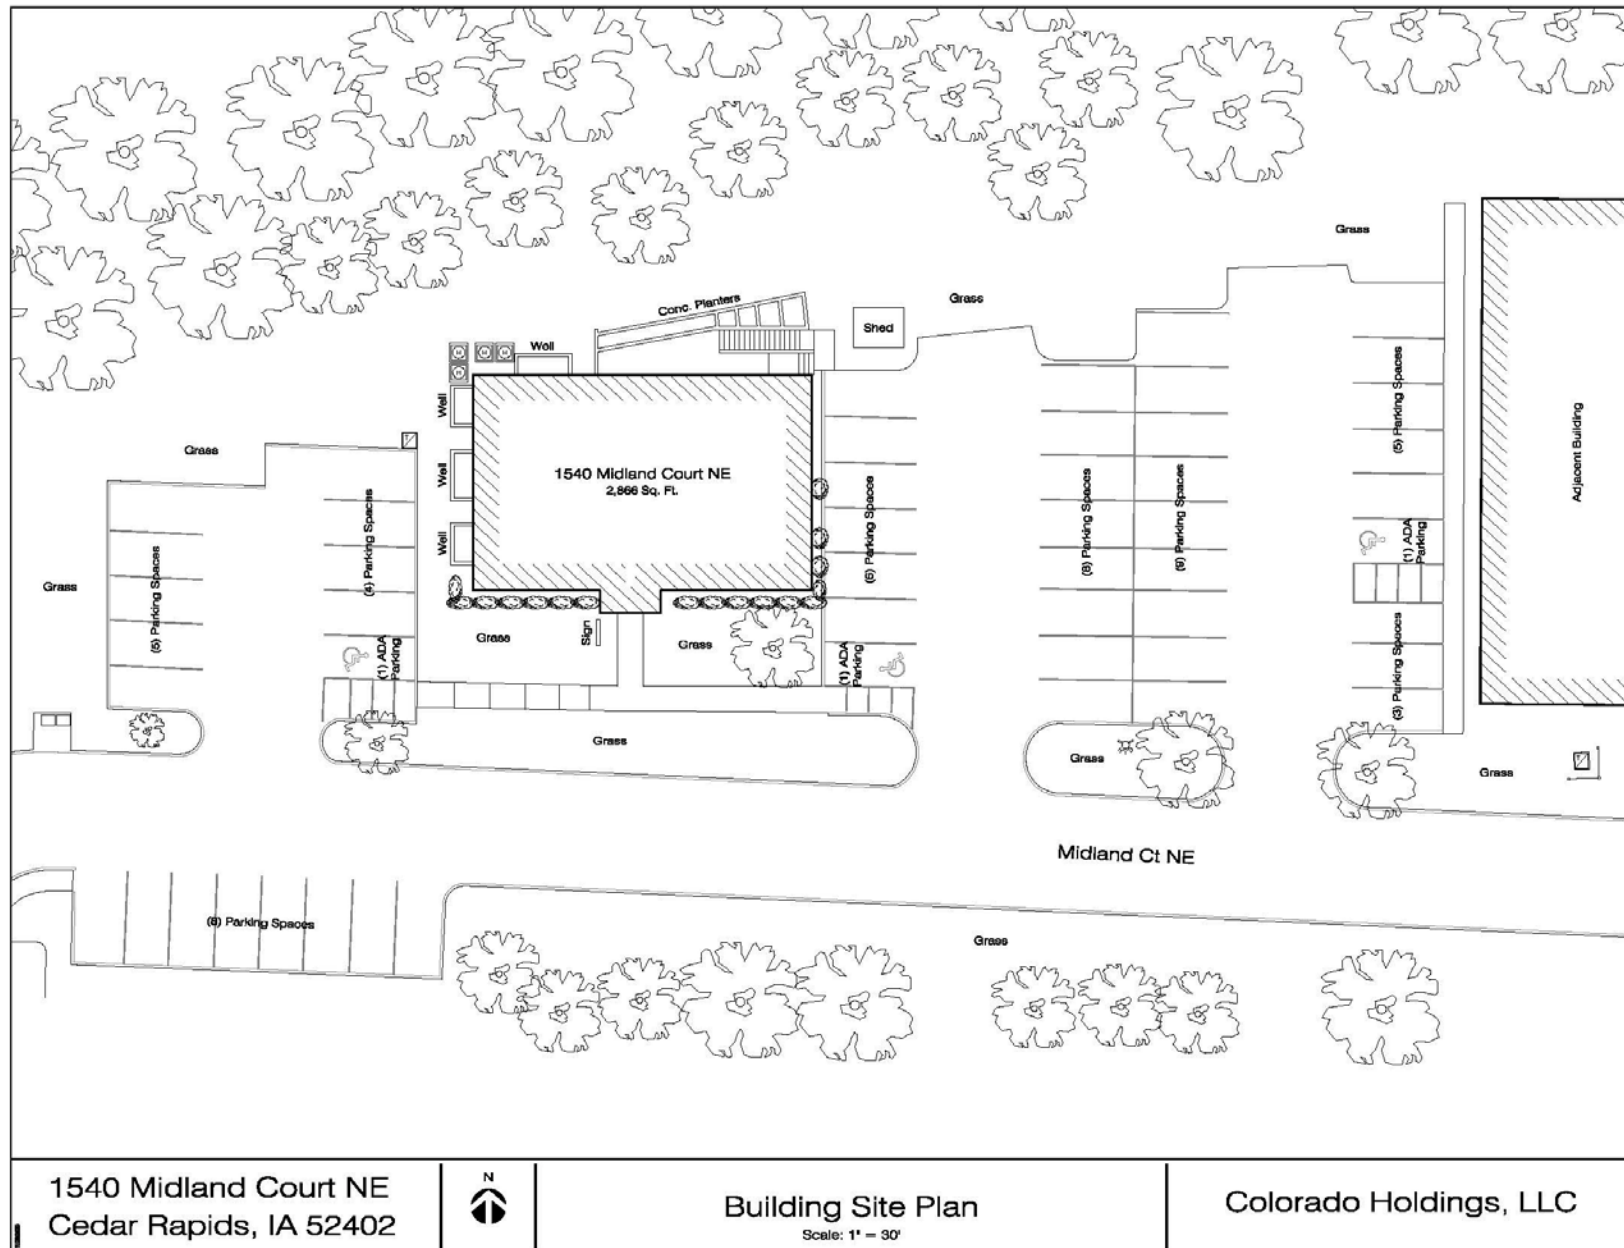 Grass
Grass
Conc. Planters
Shed
Well
(5) Parking Spaces
Well
Adjacent Building
Grass
Well
1540 Midland Court NE
2,866 Sq. Ft.
(4) Parking Spaces
(6) Parking Spaces
(8) Parking Spaces
(9) Parking Spaces
(1) ADA
Parking
Well
Grass
(5) Parking Spaces
Grass
Sign
Grass
(1) ADA
Parking
(1) ADA
Parking
(3) Parking Spaces
Grass
Grass
Grass
Midland Ct NE
(8) Parking Spaces
Grass
1540 Midland Court NE
Cedar Rapids, IA 52402
N
Building Site Plan
Scale: 1" = 30'
Colorado Holdings, LLC